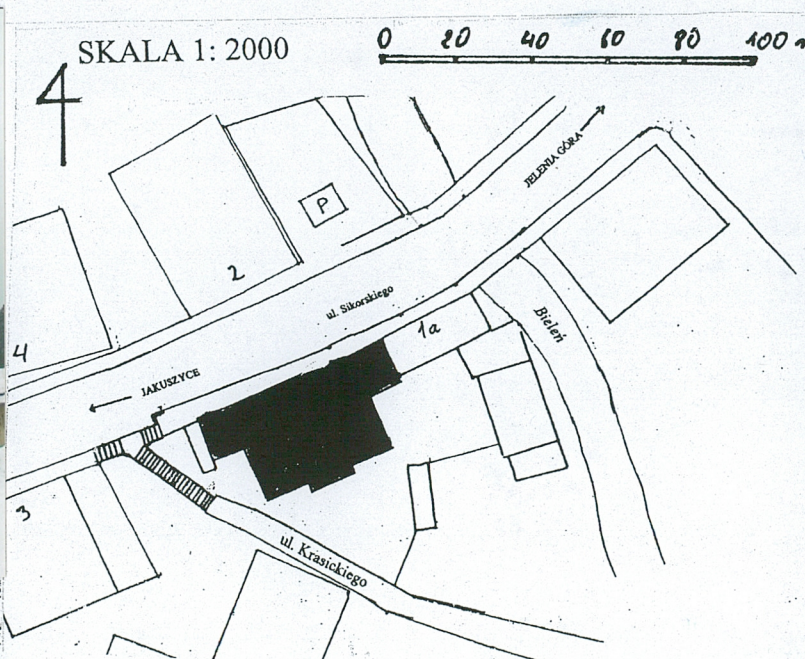 SKALA 1: 2000
0 20 40 60 80 100 m
JELENIA GÓRA
P
2
ul. Sikorskiego
Bieleń
1a
4
JAKUSZYCE
3
ul. Krasickiego